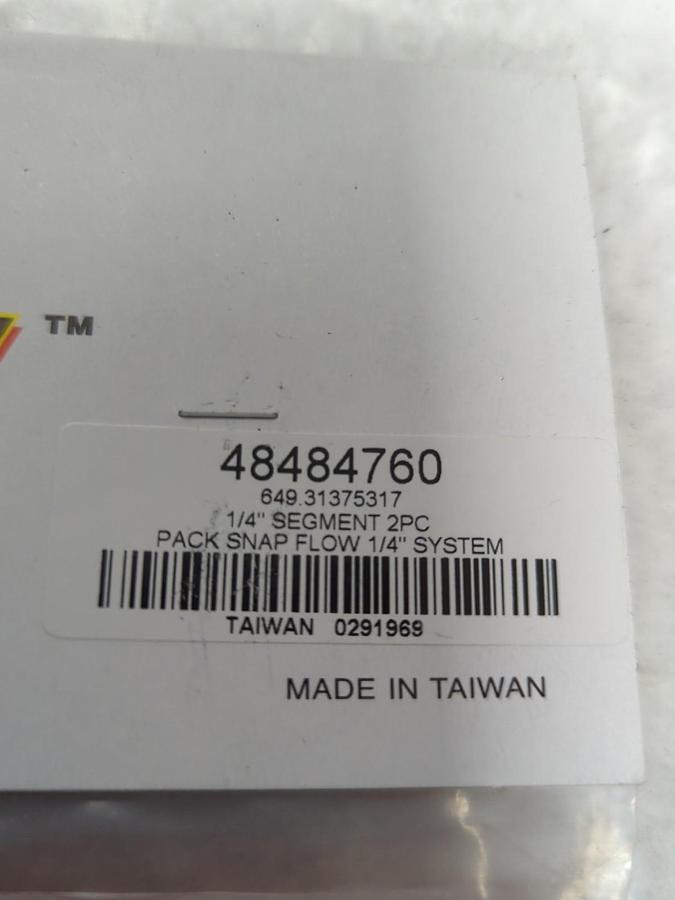 TM
48484760
649.31375317
1/4" SEGMENT 2PC
PACK SNAP FLOW 1/4" SYSTEM
TAIWAN 0291969
MADE IN TAIWAN